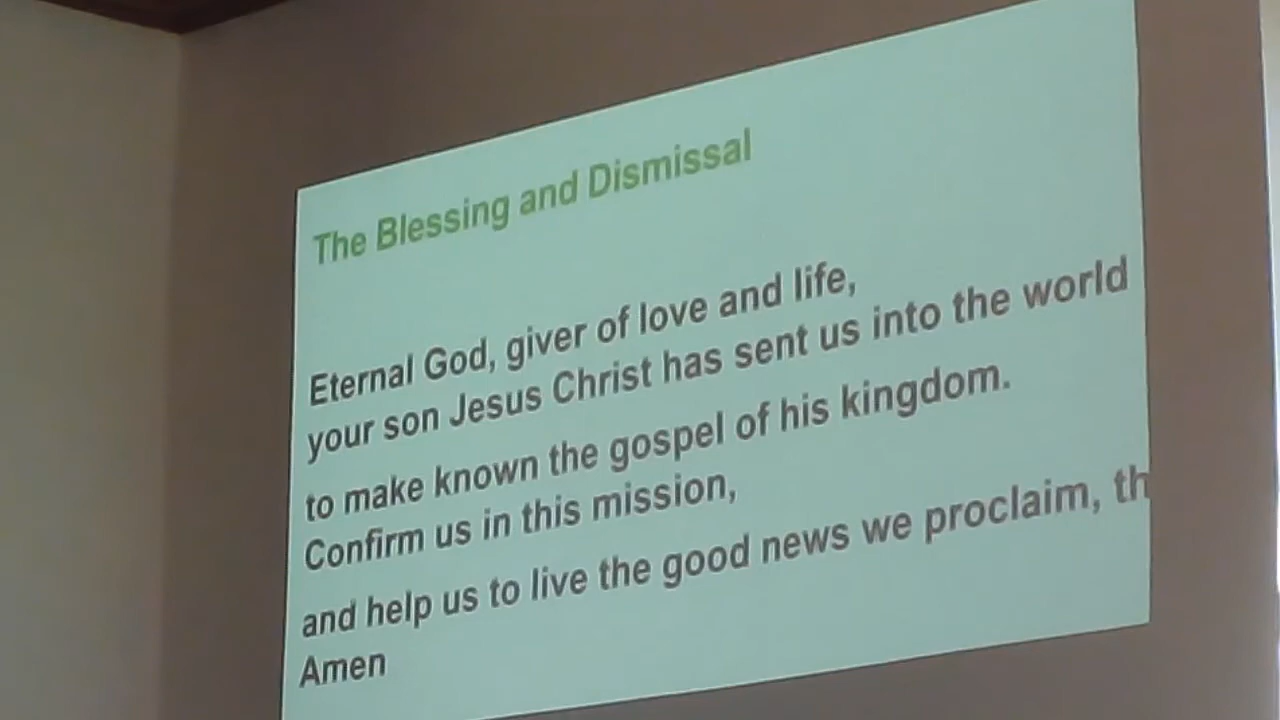 The Blessing and Dismissal
Eternal God, giver of love and life,
your son Jesus Christ has sent us into the world
to make known the gospel of his kingdom.
Confirm us in this mission,
and help us to live the good news we proclaim, th
Amen